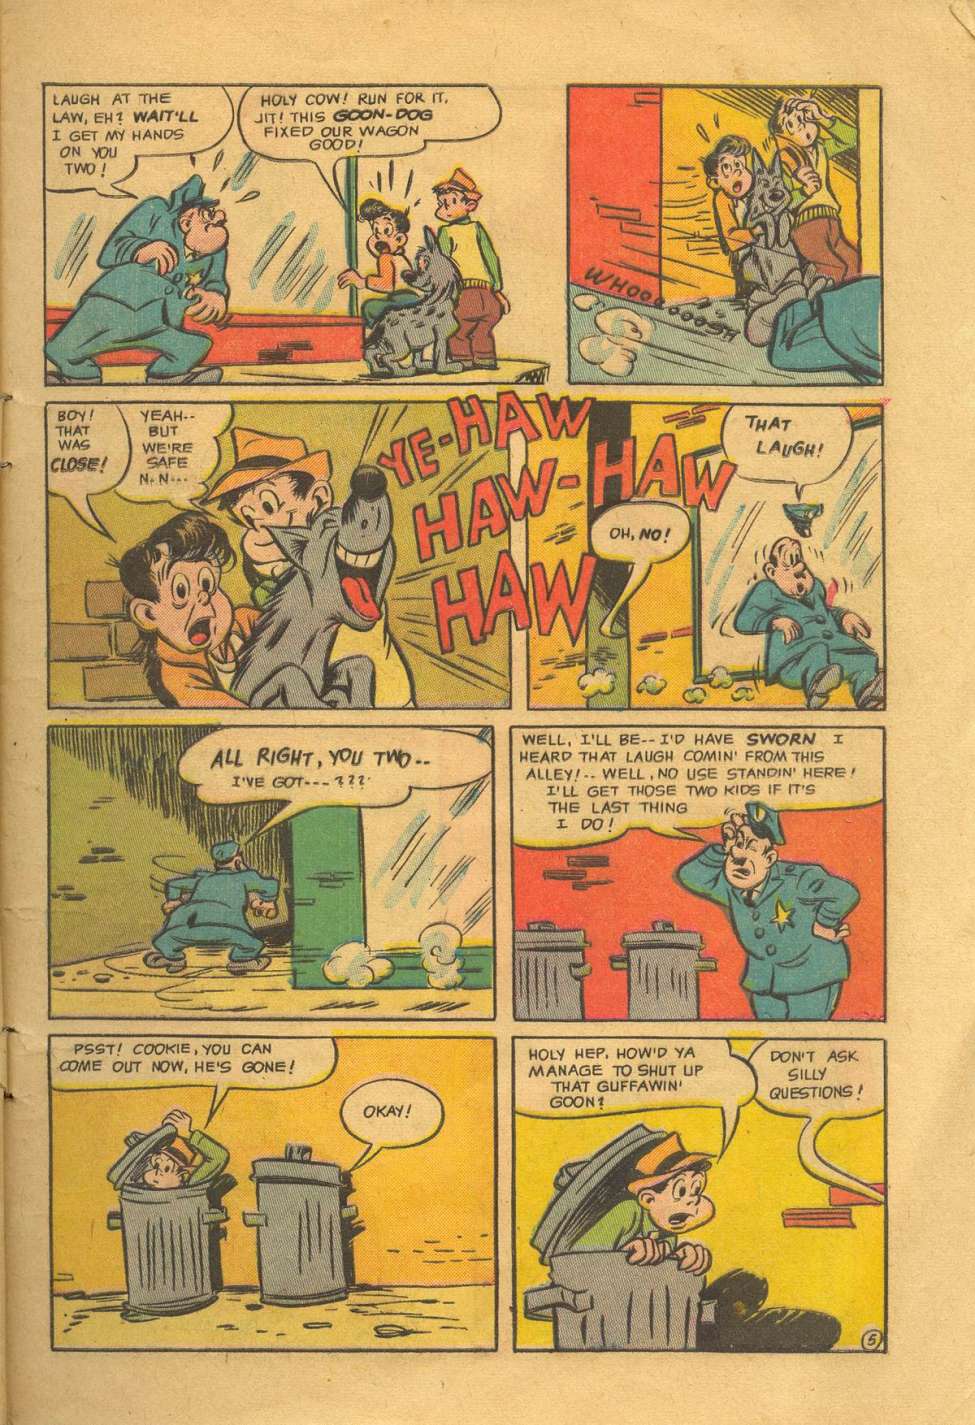 LAUGH AT THE
LAW, EH? WAIT'LL
I GET MY HANDS
ON YOU
TWO!
HOLY COW! RUN FOR IT,
JIT! THIS GOON-DOG
FIXED OUR WAGON
GOOD!
WHOOOOOOSH
BOY!
THAT
WAS
CLOSE!
YEAH--
BUT
WE'RE
SAFE
N-N---
YE-HAW
HAW-HAW
HAW
OH, NO!
THAT
LAUGH!
ALL RIGHT, YOU TWO--
I'VE GOT---???
WELL, I'LL BE-- I'D HAVE SWORN I
HEARD THAT LAUGH COMIN' FROM THIS
ALLEY!-- WELL, NO USE STANDIN' HERE!
I'LL GET THOSE TWO KIDS IF IT'S
THE LAST THING
I DO!
PSST! COOKIE, YOU CAN
COME OUT NOW, HE'S GONE!
OKAY!
HOLY HEP, HOW'D YA
MANAGE TO SHUT UP
THAT GUFFAWIN'
GOON?
DON'T ASK
SILLY
QUESTIONS!
5